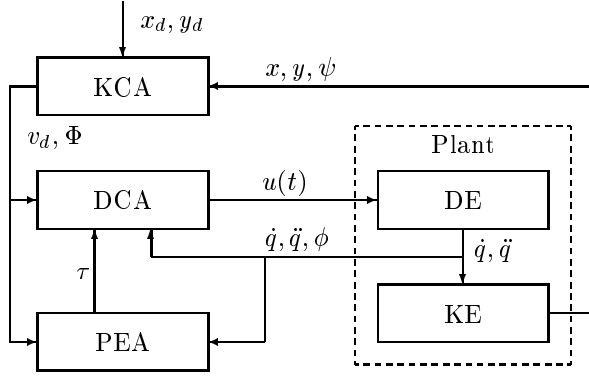 x_d, y_d
KCA
x, y, ψ
v_d, Φ
Plant
DCA
u(t)
DE
q̇, q̈, ϕ
q̇, q̈
τ
PEA
KE